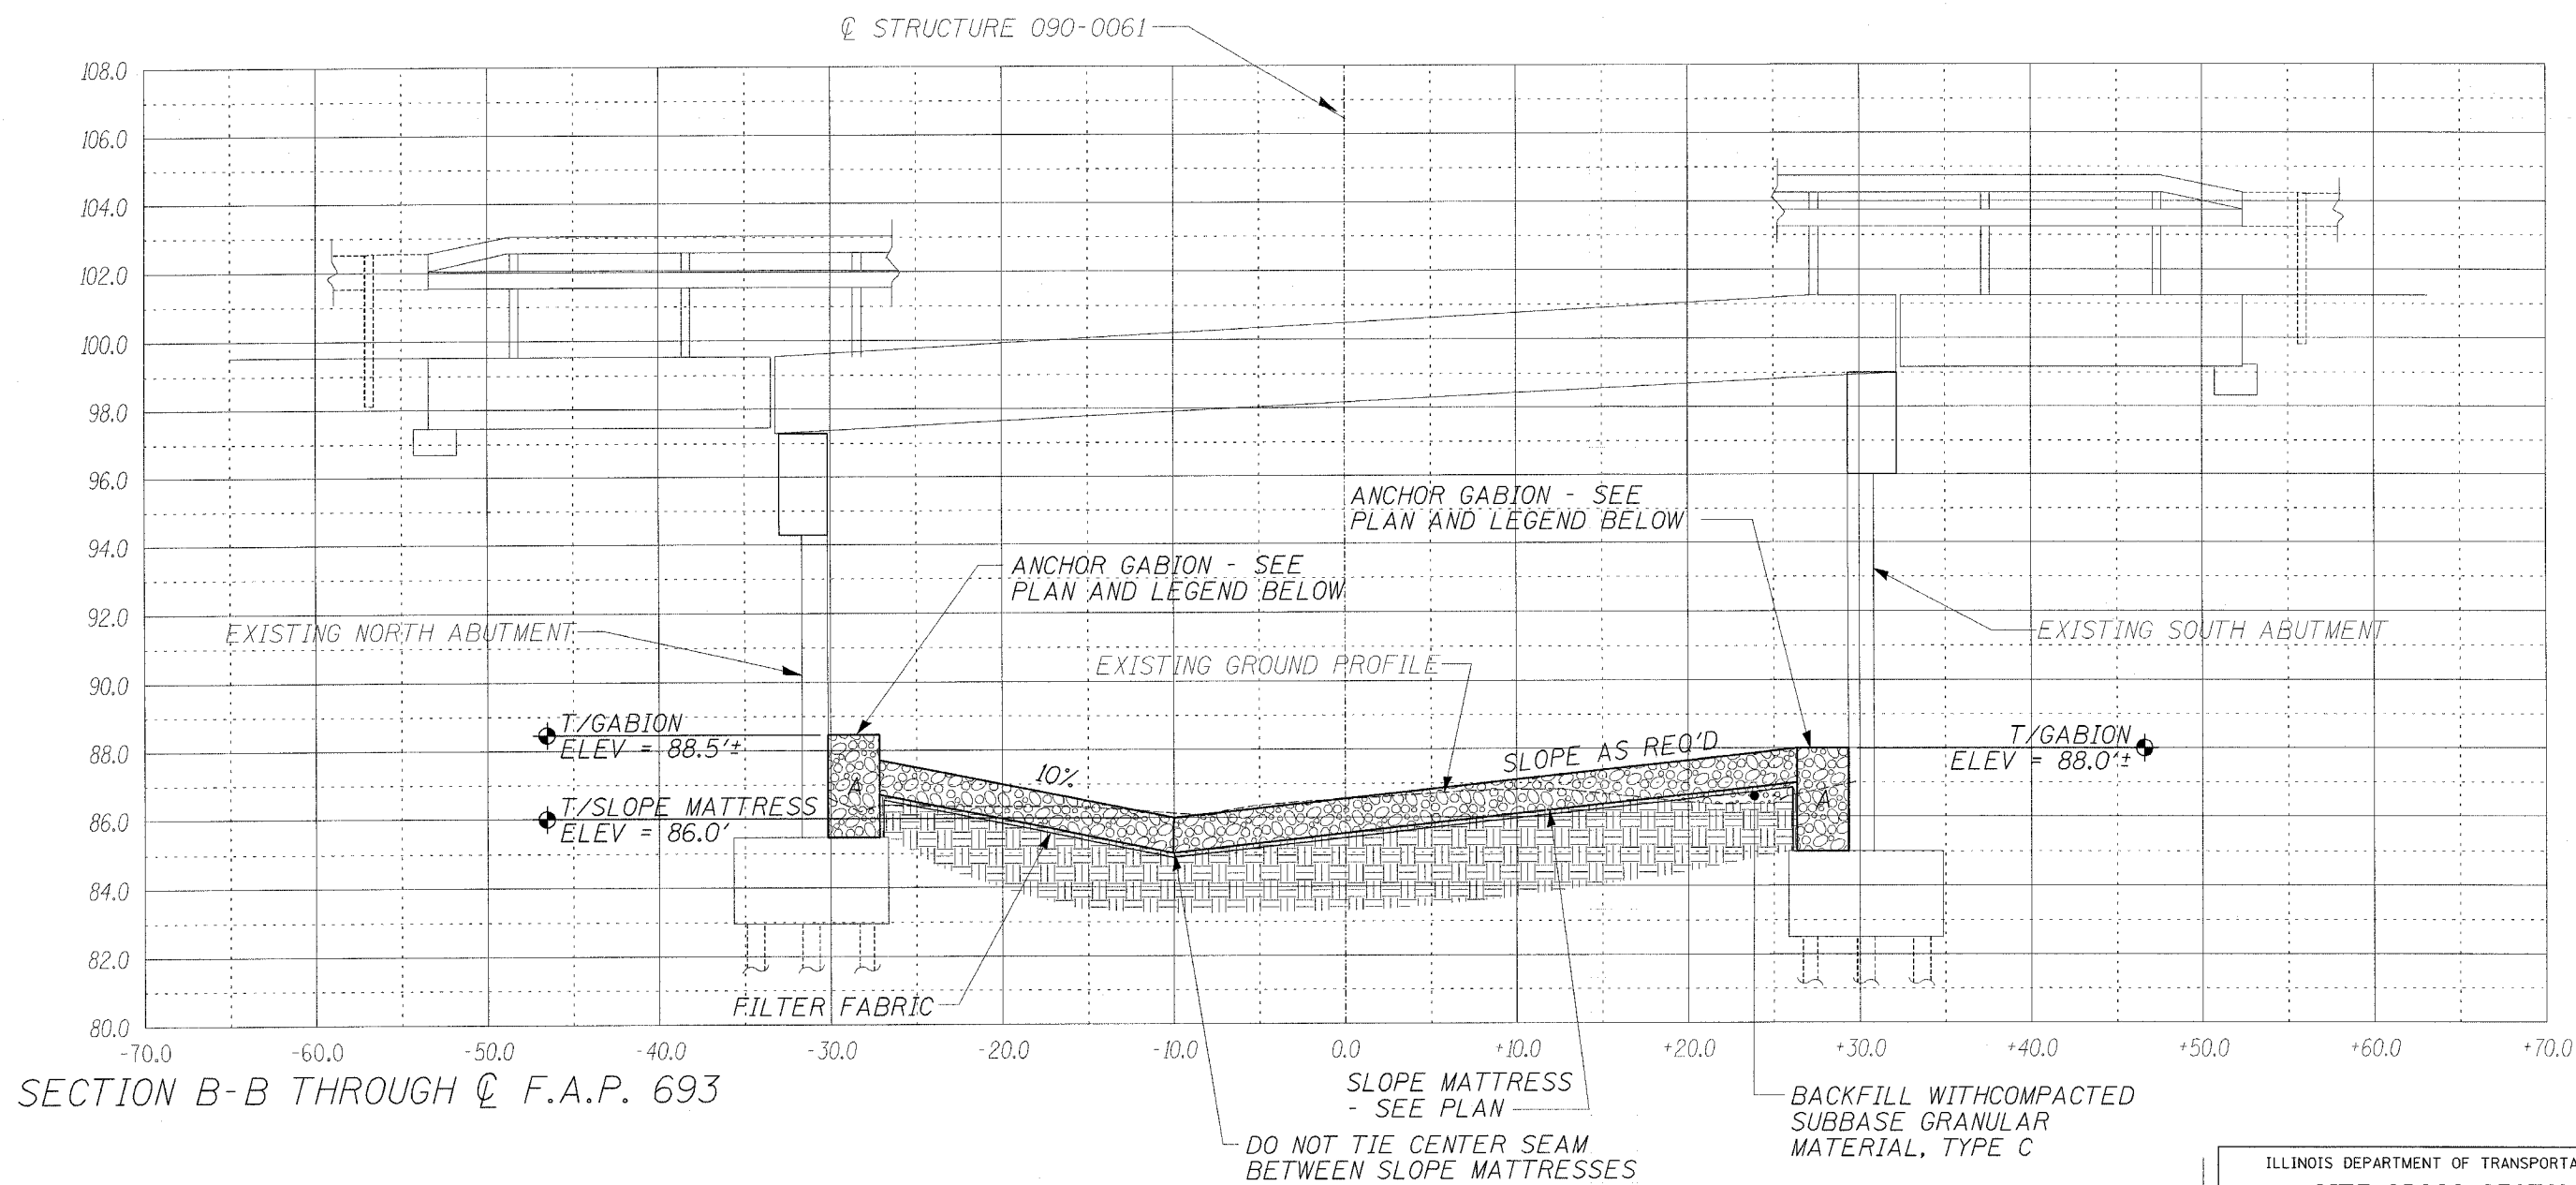 ℄ STRUCTURE 090-0061
108.0
106.0
104.0
102.0
100.0
98.0
96.0
94.0
92.0
90.0
88.0
86.0
84.0
82.0
80.0
ANCHOR GABION - SEE
PLAN AND LEGEND BELOW
ANCHOR GABION - SEE
PLAN AND LEGEND BELOW
EXISTING NORTH ABUTMENT
EXISTING SOUTH ABUTMENT
EXISTING GROUND PROFILE
T/GABION
ELEV = 88.5'±
T/GABION
ELEV = 88.0'±
SLOPE AS REQ'D
10%
A
A
T/SLOPE MATTRESS
ELEV = 86.0'
FILTER FABRIC
-70.0
-60.0
-50.0
-40.0
-30.0
-20.0
-10.0
0.0
+10.0
+20.0
+30.0
+40.0
+50.0
+60.0
+70.0
SECTION B-B THROUGH ℄ F.A.P. 693
SLOPE MATTRESS
- SEE PLAN
BACKFILL WITHCOMPACTED
SUBBASE GRANULAR
MATERIAL, TYPE C
DO NOT TIE CENTER SEAM
BETWEEN SLOPE MATTRESSES
ILLINOIS DEPARTMENT OF TRANSPORTA